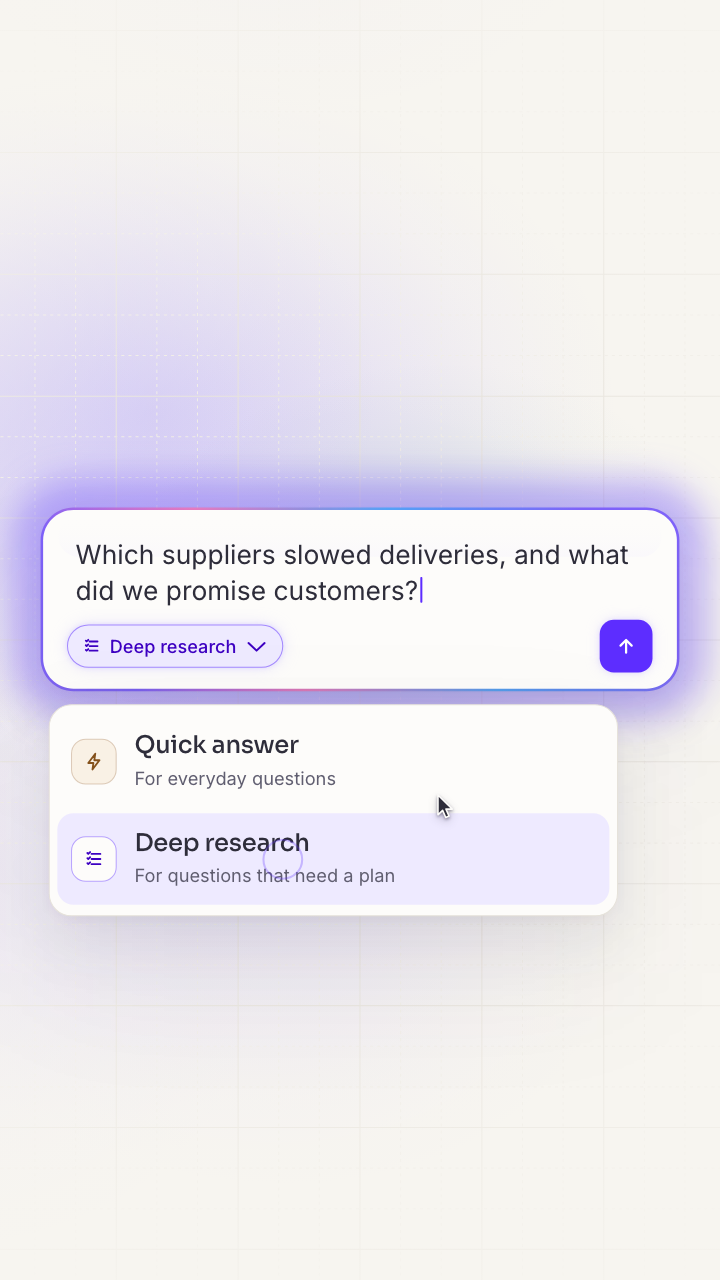 Which suppliers slowed deliveries, and what
did we promise customers?
Deep research
Quick answer
For everyday questions
Deep research
For questions that need a plan